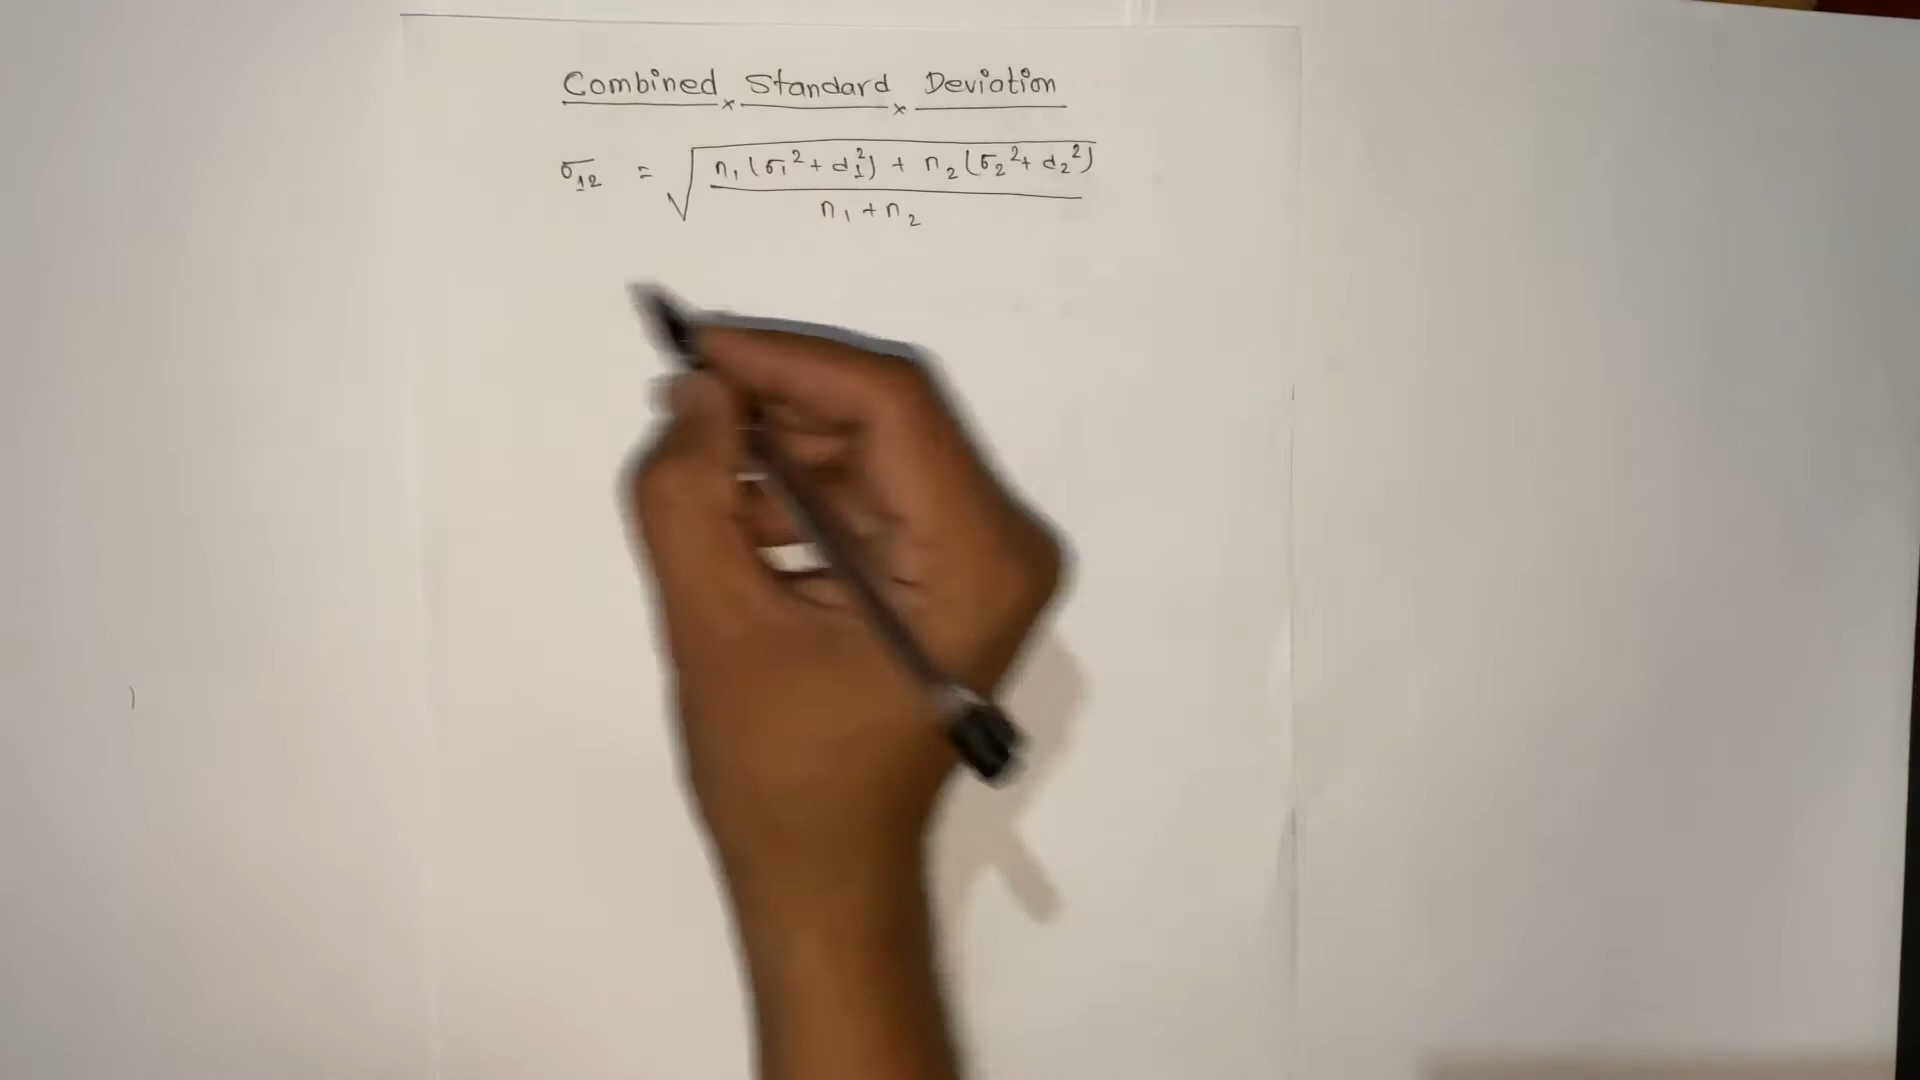 Combined Standard Deviation
σ₁₂ = √(n₁(σ₁² + d₁²) + n₂(σ₂² + d₂²)
n₁ + n₂